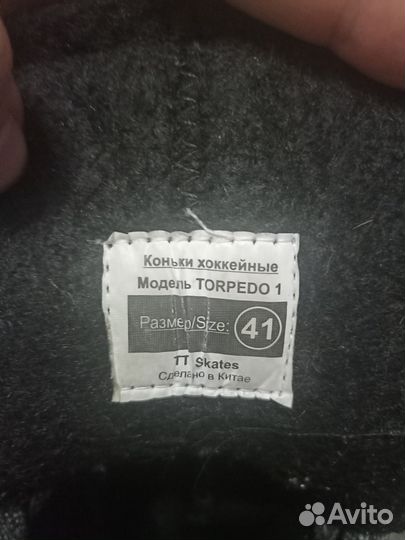 Коньки хоккейные
Модель TORPEDO 1
Размер/Size: 41
TT Skates
Сделано в Китае
Avito